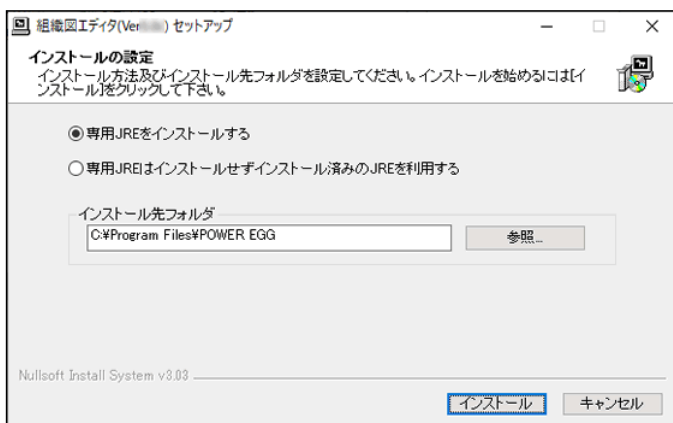 組織図エディタ(Ver ) セットアップ
インストールの設定
インストール方法及びインストール先フォルダを設定してください。インストールを始めるには[イ
ンストール]をクリックして下さい。
専用JREをインストールする
専用JREはインストールせずインストール済みのJREを利用する
インストール先フォルダ
C:¥Program Files¥POWER EGG
参照...
Nullsoft Install System v3.03
インストール
キャンセル